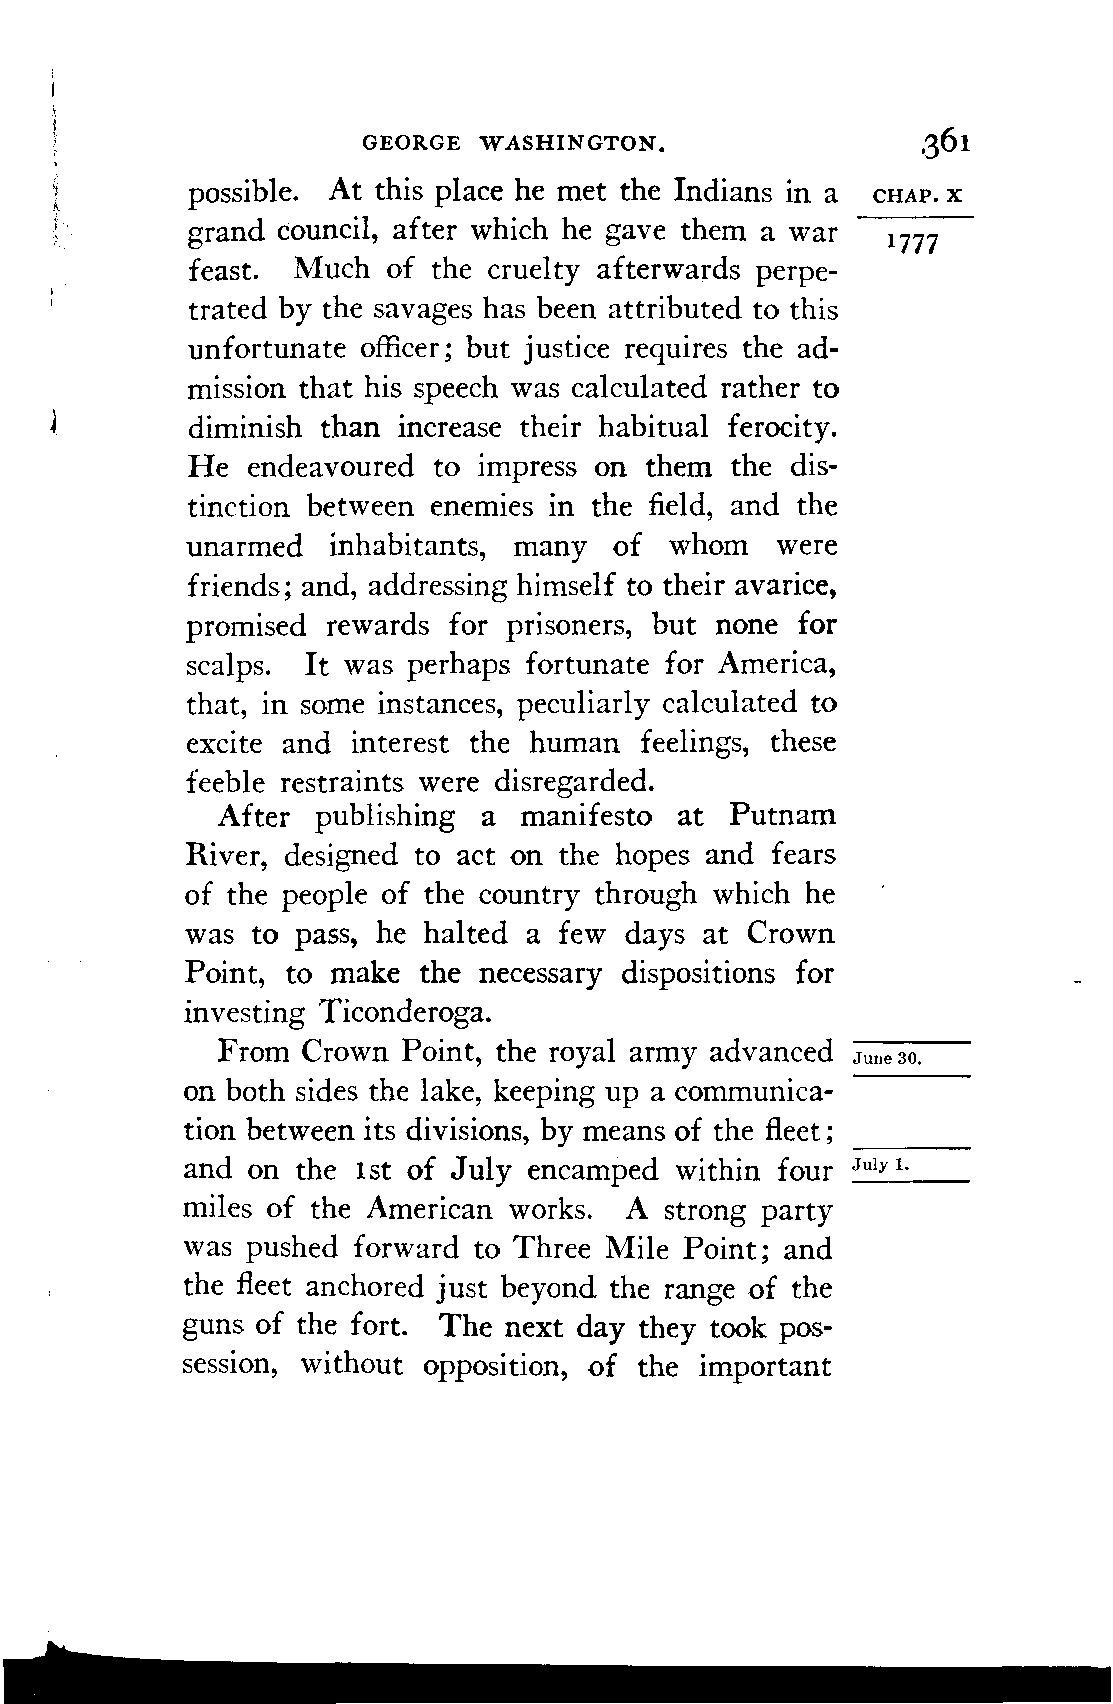 GEORGE WASHINGTON. 361
possible. At this place he met the Indians in a CHAP. X
grand council, after which he gave them a war 1777
feast. Much of the cruelty afterwards perpe-
trated by the savages has been attributed to this
unfortunate officer; but justice requires the ad-
mission that his speech was calculated rather to
diminish than increase their habitual ferocity.
He endeavoured to impress on them the dis-
tinction between enemies in the field, and the
unarmed inhabitants, many of whom were
friends; and, addressing himself to their avarice,
promised rewards for prisoners, but none for
scalps. It was perhaps fortunate for America,
that, in some instances, peculiarly calculated to
excite and interest the human feelings, these
feeble restraints were disregarded.
After publishing a manifesto at Putnam
River, designed to act on the hopes and fears
of the people of the country through which he
was to pass, he halted a few days at Crown
Point, to make the necessary dispositions for
investing Ticonderoga.
From Crown Point, the royal army advanced June 30.
on both sides the lake, keeping up a communica-
tion between its divisions, by means of the fleet;
and on the 1st of July encamped within four July 1.
miles of the American works. A strong party
was pushed forward to Three Mile Point; and
the fleet anchored just beyond the range of the
guns of the fort. The next day they took pos-
session, without opposition, of the important